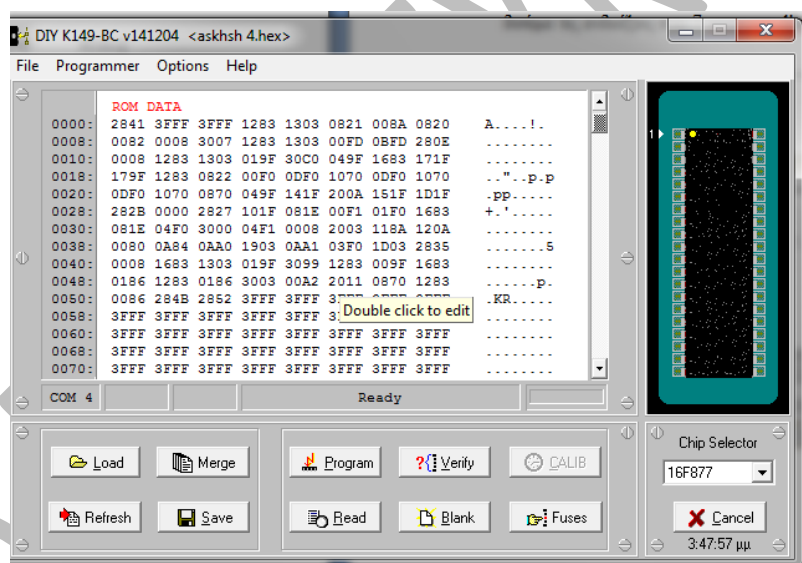 DIY K149-BC v141204 <askhsh 4.hex>
File Programmer Options Help
ROM DATA
0000: 2841 3FFF 3FFF 1283 1303 0821 008A 0820 A....!.
0008: 0082 0008 3007 1283 1303 00FD 0BFD 280E ........
0010: 0008 1283 1303 019F 30C0 049F 1683 171F ........
0018: 179F 1283 0822 00F0 0DF0 1070 0DF0 1070 .."..p.p
0020: 0DF0 1070 0870 049F 141F 200A 151F 1D1F .pp.....
0028: 282B 0000 2827 101F 081E 00F1 01F0 1683 +.'.....
0030: 081E 04F0 3000 04F1 0008 2003 118A 120A ........
0038: 0080 0A84 0AA0 1903 0AA1 03F0 1D03 2835 .......5
0040: 0008 1683 1303 019F 3099 1283 009F 1683 ........
0048: 0186 1283 0186 3003 00A2 2011 0870 1283 ......p.
0050: 0086 284B 2852 3FFF 3FFF .KR.....
0058: 3FFF 3FFF 3FFF 3FFF 3FFF ........
Double click to edit
0060: 3FFF 3FFF 3FFF 3FFF 3FFF 3FFF 3FFF 3FFF ........
0068: 3FFF 3FFF 3FFF 3FFF 3FFF 3FFF 3FFF 3FFF ........
0070: 3FFF 3FFF 3FFF 3FFF 3FFF 3FFF 3FFF 3FFF ........
COM 4 Ready
1
Load Merge Program ?{} Verify CALIB
Refresh Save Read Blank Fuses
Chip Selector
16F877
Cancel
3:47:57 μμ